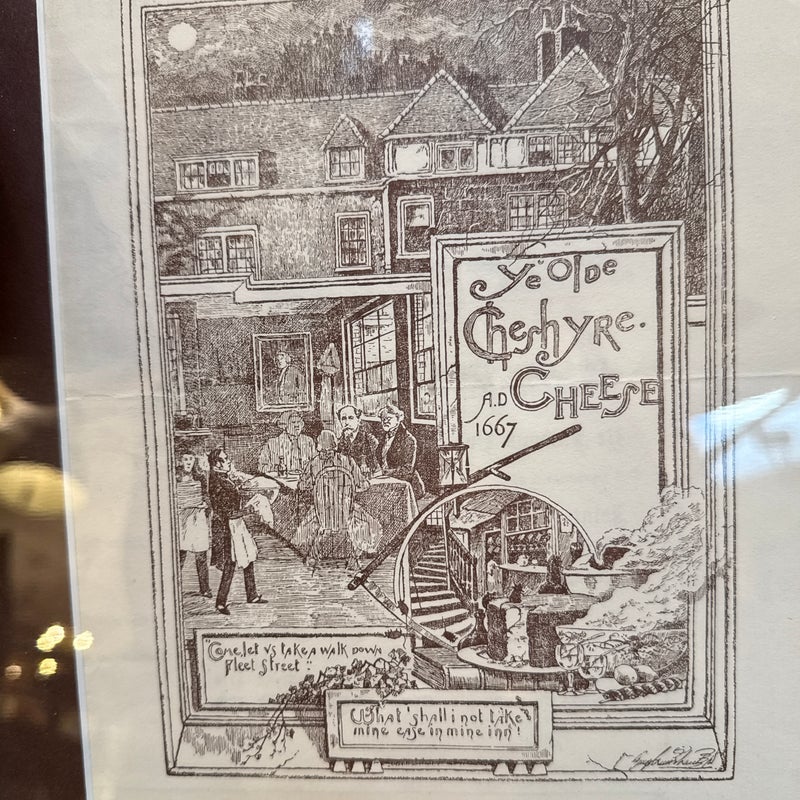 Ye Olde
Cheshyre.
CHEESE
A.D
1667
"Come, let vs take a walk down
Fleet Street".
What 'shall i not take
mine ease in mine inn'!